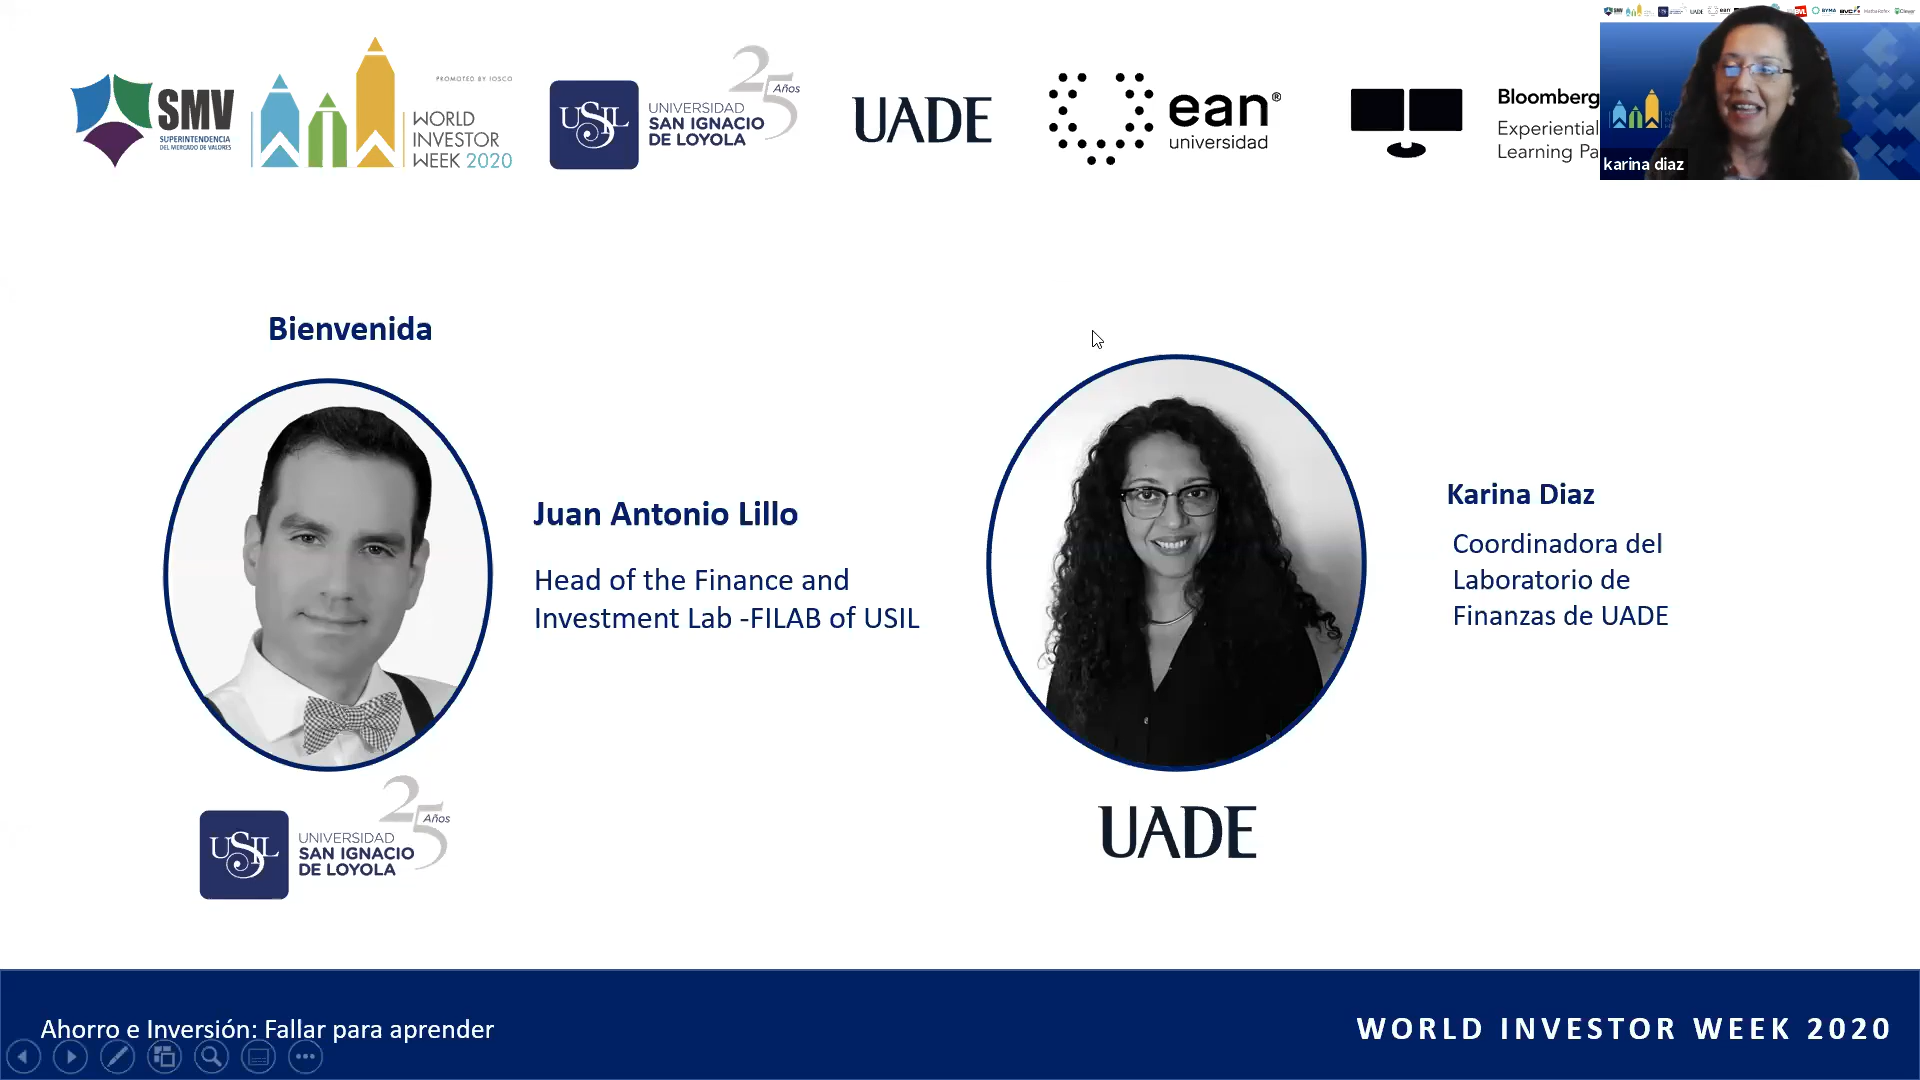 SMV
SUPERINTENDENCIA
DEL MERCADO DE VALORES
PROMOTED BY IOSCO
WORLD
INVESTOR
WEEK 2020
USIL
UNIVERSIDAD
SAN IGNACIO
DE LOYOLA
25
Años
UADE
ean®
universidad
Bloomberg
Experiential
Learning Pa
karina diaz
Bienvenida
Juan Antonio Lillo
Head of the Finance and
Investment Lab -FILAB of USIL
Karina Diaz
Coordinadora del
Laboratorio de
Finanzas de UADE
USIL
UNIVERSIDAD
SAN IGNACIO
DE LOYOLA
25
Años
UADE
Ahorro e Inversión: Fallar para aprender
WORLD INVESTOR WEEK 2020